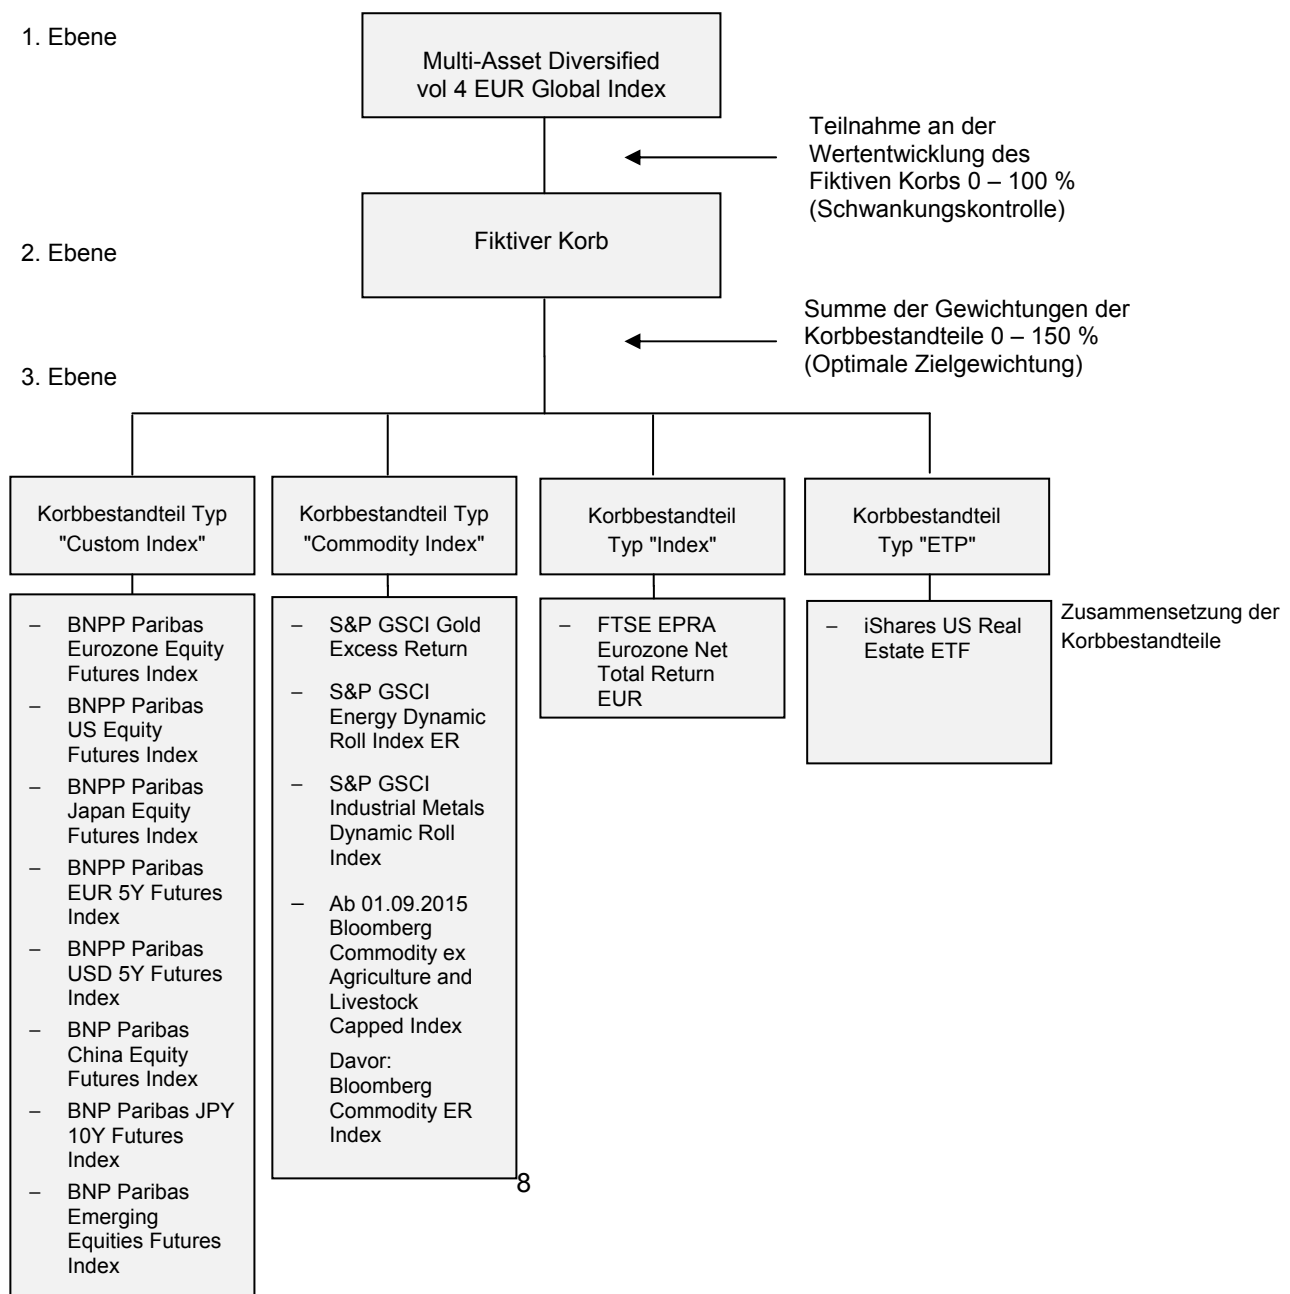 1. Ebene
Multi-Asset Diversified
vol 4 EUR Global Index
Teilnahme an der
Wertentwicklung des
Fiktiven Korbs 0 – 100 %
(Schwankungskontrolle)
2. Ebene
Fiktiver Korb
Summe der Gewichtungen der
Korbbestandteile 0 – 150 %
(Optimale Zielgewichtung)
3. Ebene
Korbbestandteil Typ
"Custom Index"
Korbbestandteil Typ
"Commodity Index"
Korbbestandteil
Typ "Index"
Korbbestandteil
Typ "ETP"
– BNPP Paribas
Eurozone Equity
Futures Index
– BNPP Paribas
US Equity
Futures Index
– BNPP Paribas
Japan Equity
Futures Index
– BNPP Paribas
EUR 5Y Futures
Index
– BNPP Paribas
USD 5Y Futures
Index
– BNP Paribas
China Equity
Futures Index
– BNP Paribas JPY
10Y Futures
Index
– BNP Paribas
Emerging
Equities Futures
Index
– S&P GSCI Gold
Excess Return
– S&P GSCI
Energy Dynamic
Roll Index ER
– S&P GSCI
Industrial Metals
Dynamic Roll
Index
– Ab 01.09.2015
Bloomberg
Commodity ex
Agriculture and
Livestock
Capped Index
Davor:
Bloomberg
Commodity ER
Index
– FTSE EPRA
Eurozone Net
Total Return
EUR
– iShares US Real
Estate ETF
Zusammensetzung der
Korbbestandteile
8